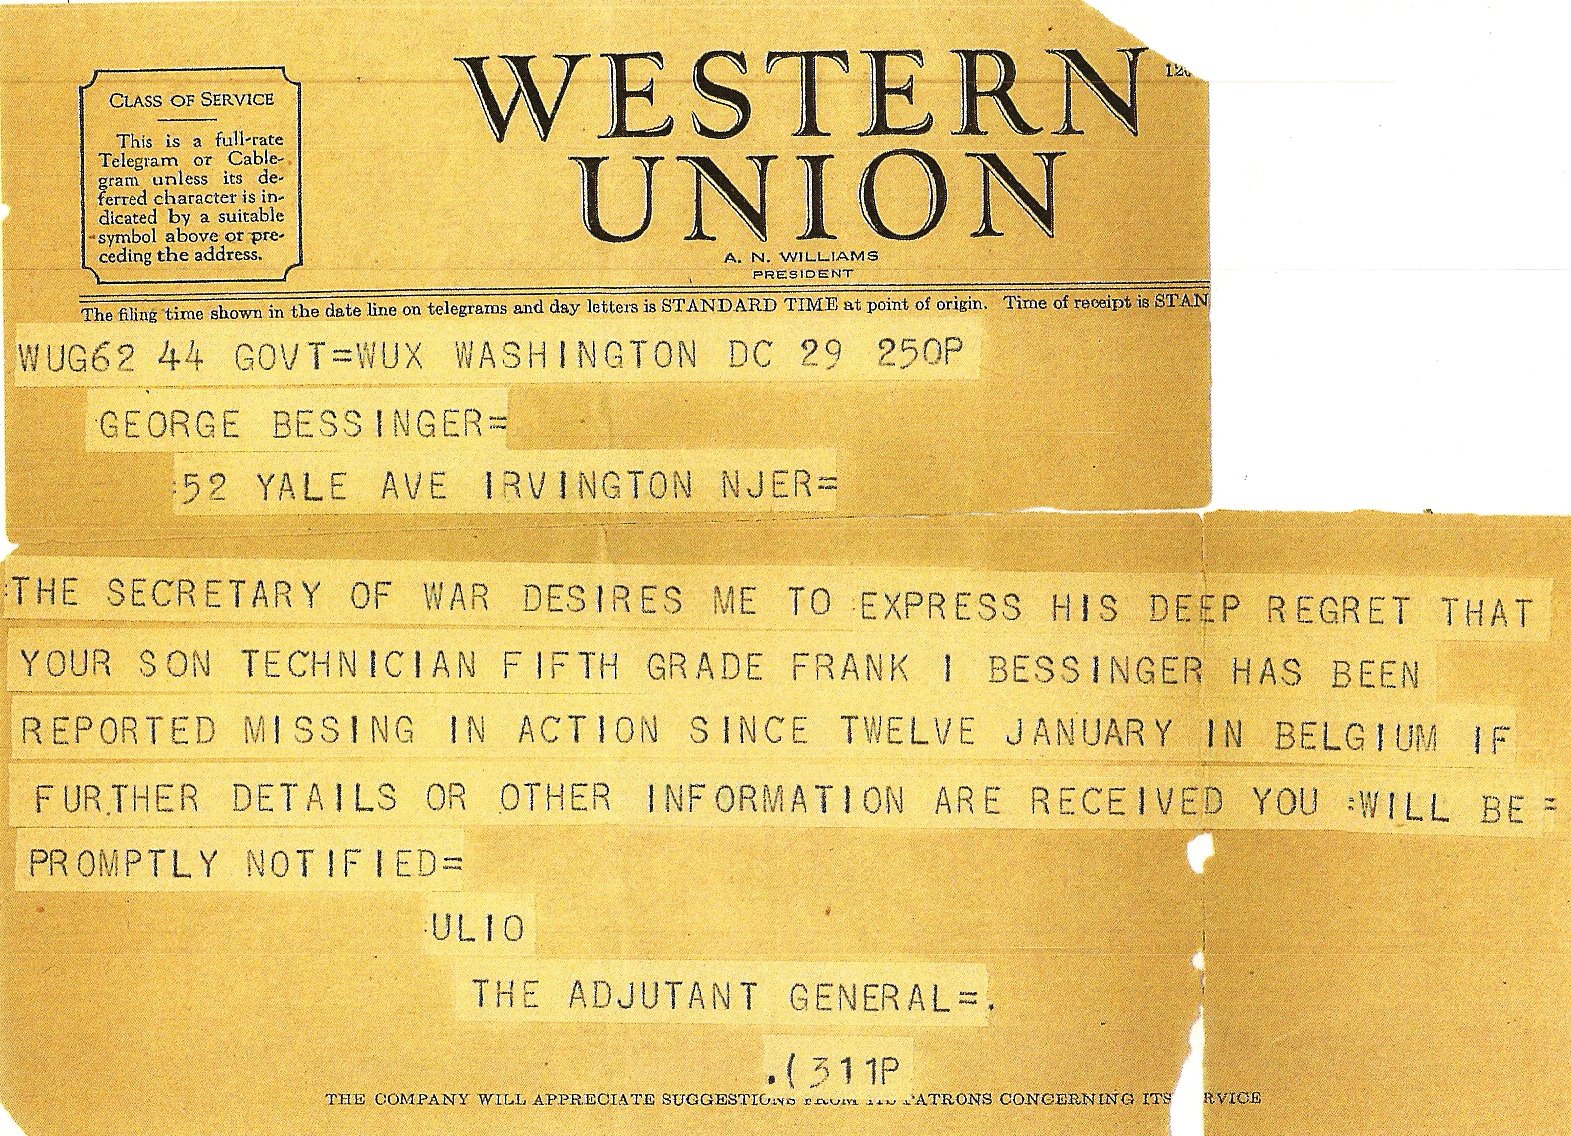 WESTERN
UNION
A. N. WILLIAMS
PRESIDENT
CLASS OF SERVICE
This is a full-rate
Telegram or Cable-
gram unless its de-
ferred character is in-
dicated by a suitable
symbol above or pre-
ceding the address.
The filing time shown in the date line on telegrams and day letters is STANDARD TIME at point of origin. Time of receipt is STAN
WUG62 44 GOVT=WUX WASHINGTON DC 29 250P
GEORGE BESSINGER=
:52 YALE AVE IRVINGTON NJER=
:THE SECRETARY OF WAR DESIRES ME TO EXPRESS HIS DEEP REGRET THAT
YOUR SON TECHNICIAN FIFTH GRADE FRANK I BESSINGER HAS BEEN
REPORTED MISSING IN ACTION SINCE TWELVE JANUARY IN BELGIUM IF
FUR.THER DETAILS OR OTHER INFORMATION ARE RECEIVED YOU :WILL BE =
PROMPTLY NOTIFIED=
:ULIO
THE ADJUTANT GENERAL=.
.(311P
THE COMPANY WILL APPRECIATE SUGGESTIONS FROM ITS PATRONS CONCERNING ITS RVICE